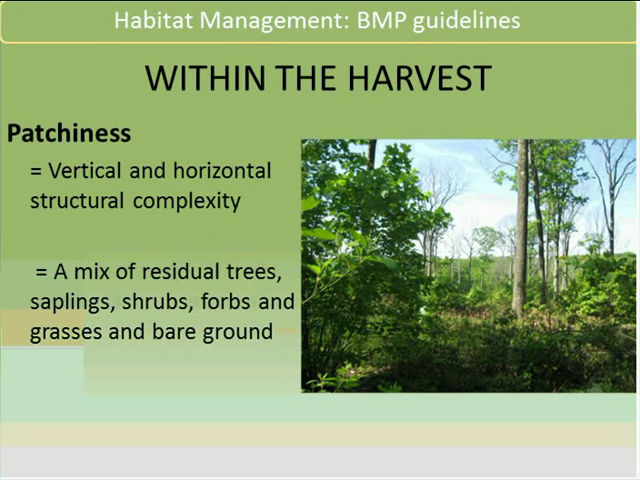 Habitat Management: BMP guidelines
WITHIN THE HARVEST
Patchiness
= Vertical and horizontal
structural complexity
= A mix of residual trees,
saplings, shrubs, forbs and
grasses and bare ground